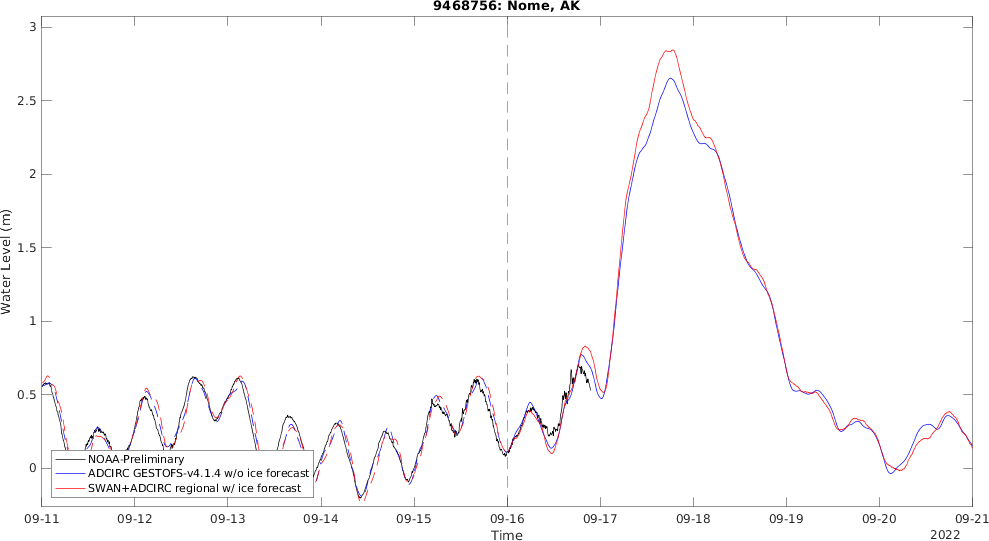 9468756: Nome, AK
3
2.5
2
1.5
1
0.5
0
Water Level (m)
NOAA-Preliminary
ADCIRC GESTOFS-v4.1.4 w/o ice forecast
SWAN+ADCIRC regional w/ ice forecast
09-11 09-12 09-13 09-14 09-15 09-16 09-17 09-18 09-19 09-20 09-21
Time
2022